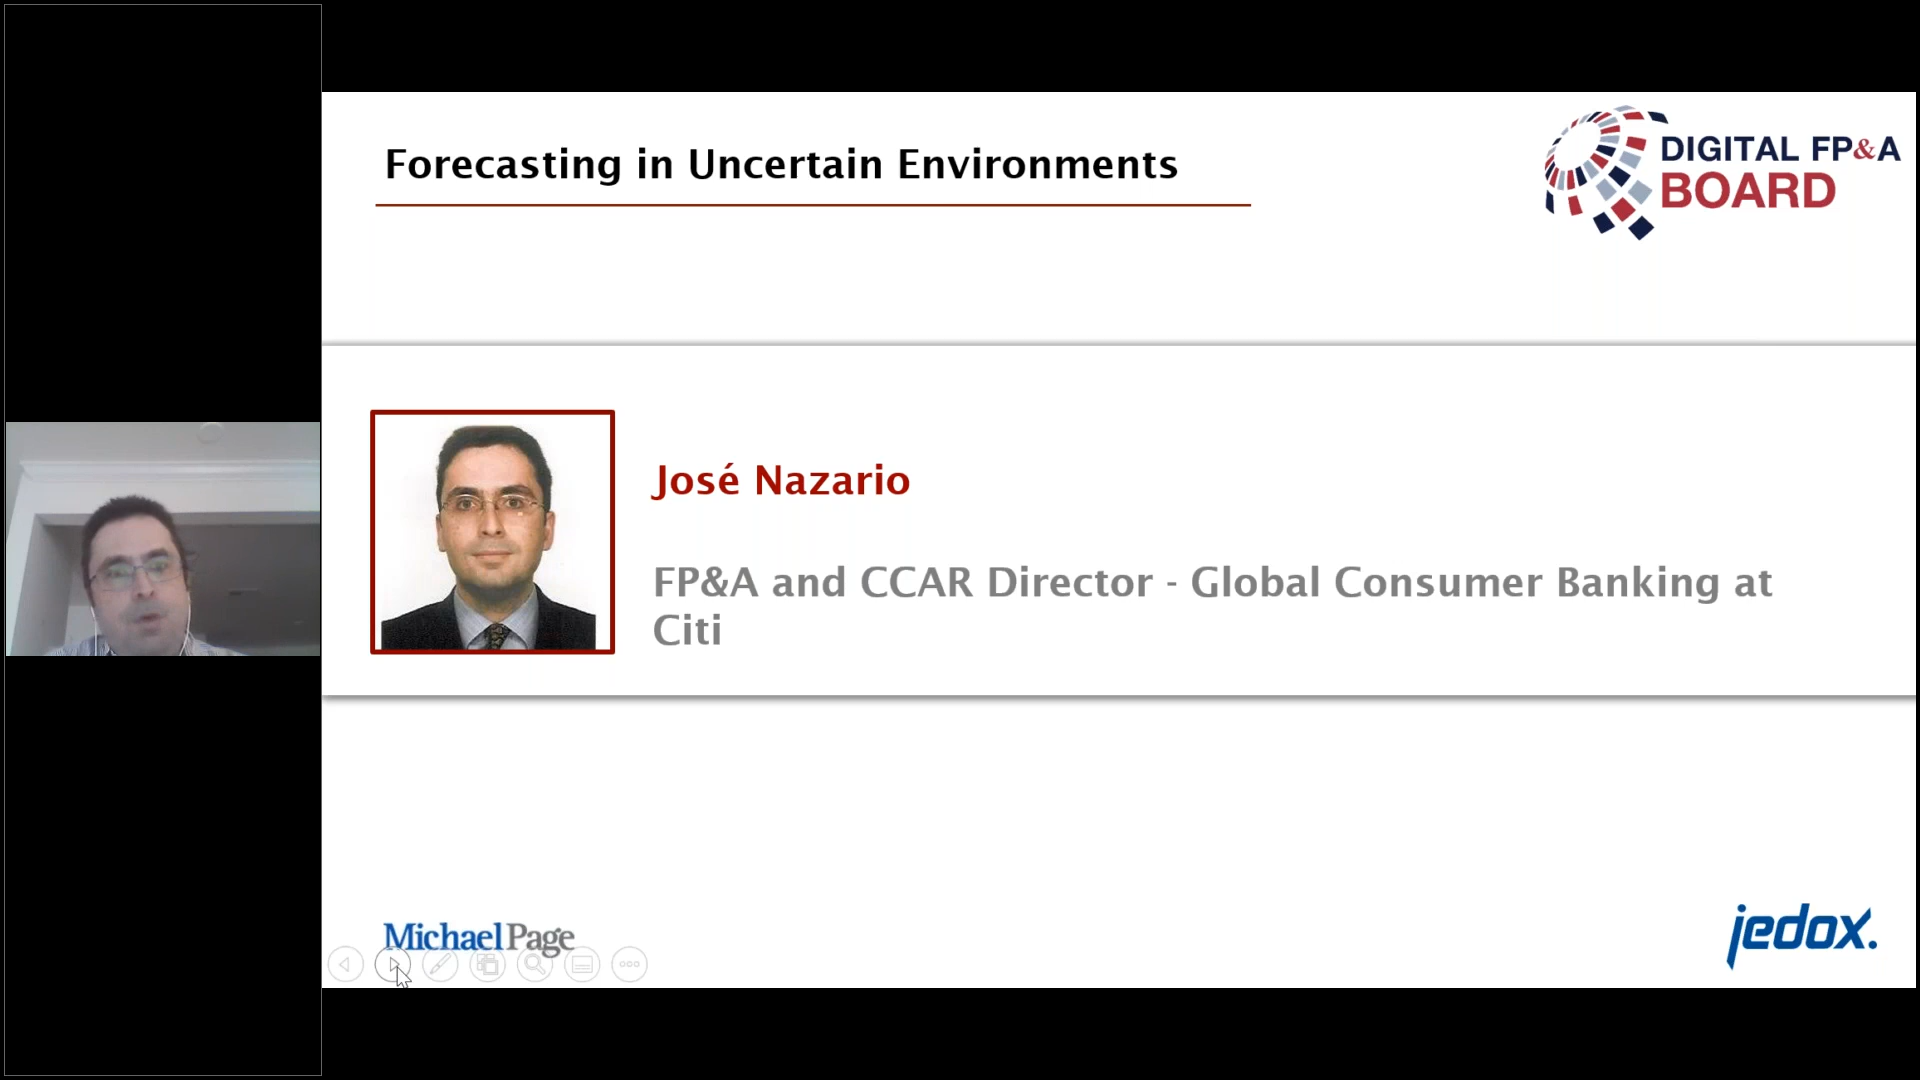 Forecasting in Uncertain Environments
DIGITAL FP&A
BOARD
José Nazario
FP&A and CCAR Director - Global Consumer Banking at
Citi
MichaelPage
jedox.